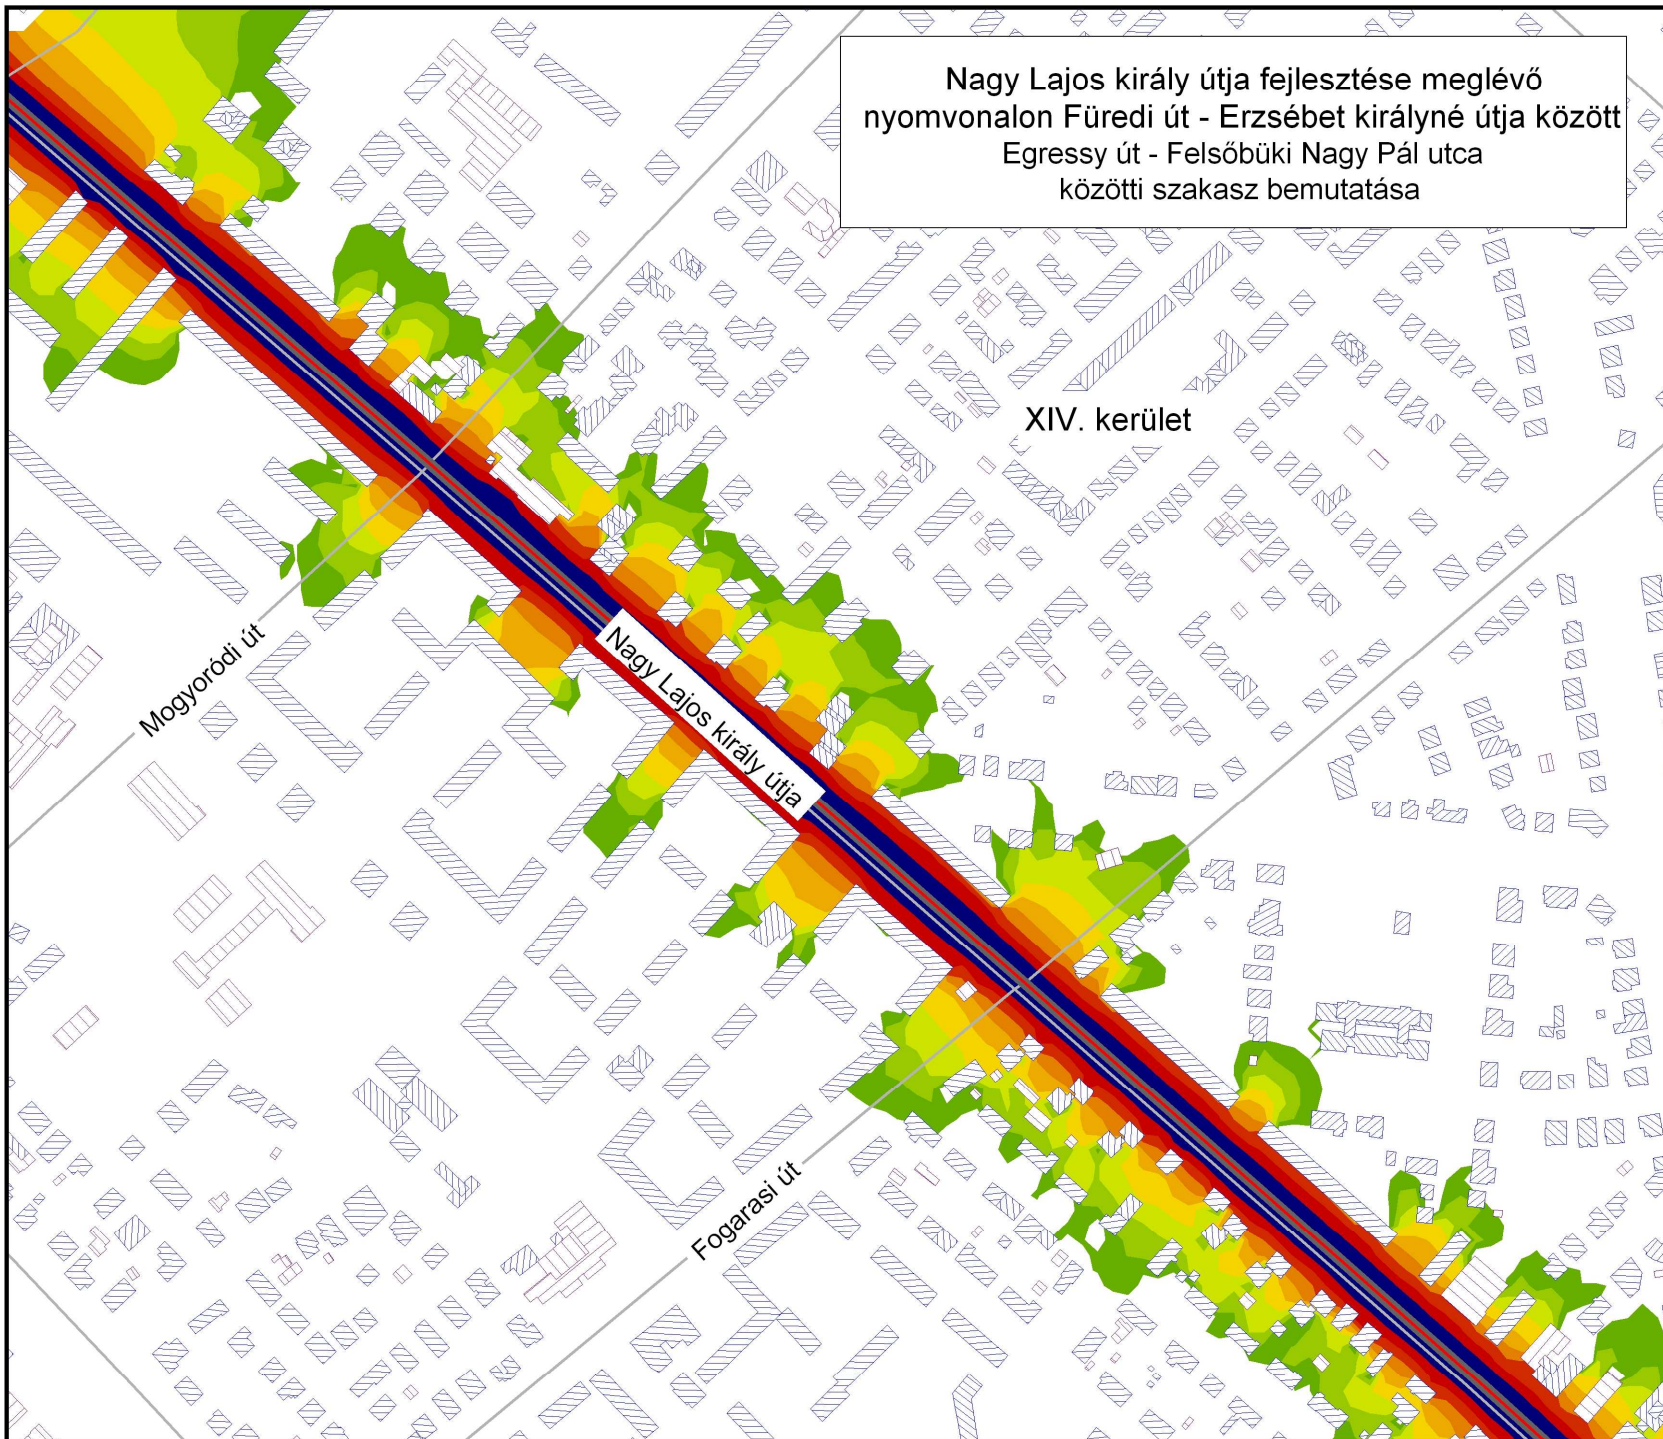 Nagy Lajos király útja fejlesztése meglévő
nyomvonalon Füredi út - Erzsébet királyné útja között
Egressy út - Felsőbüki Nagy Pál utca
közötti szakasz bemutatása
XIV. kerület
Mogyoródi út
Nagy Lajos király útja
Fogarasi út